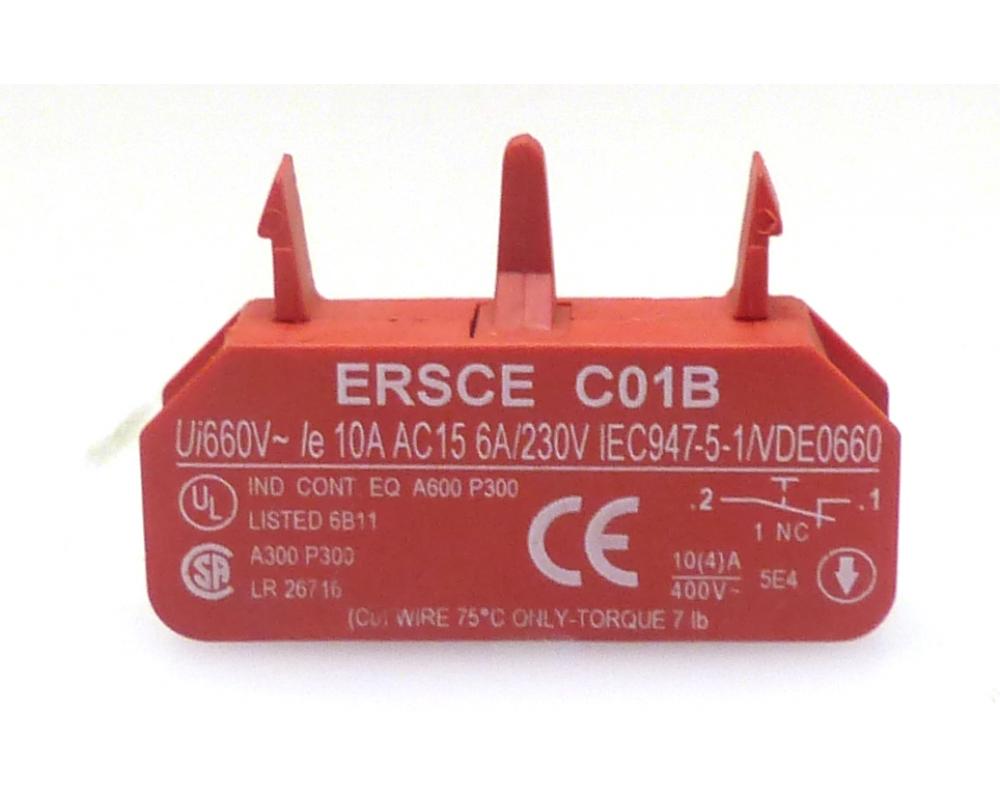 ERSCE C01B
Ui660V~ Ie 10A AC15 6A/230V IEC947-5-1/VDE0660
UL IND CONT EQ A600 P300
LISTED 6B11
SA A300 P300
LR 26716
CE
.2 .1
1 NC
10(4)A
400V~ 5E4
(Cu) WIRE 75°C ONLY-TORQUE 7 lb